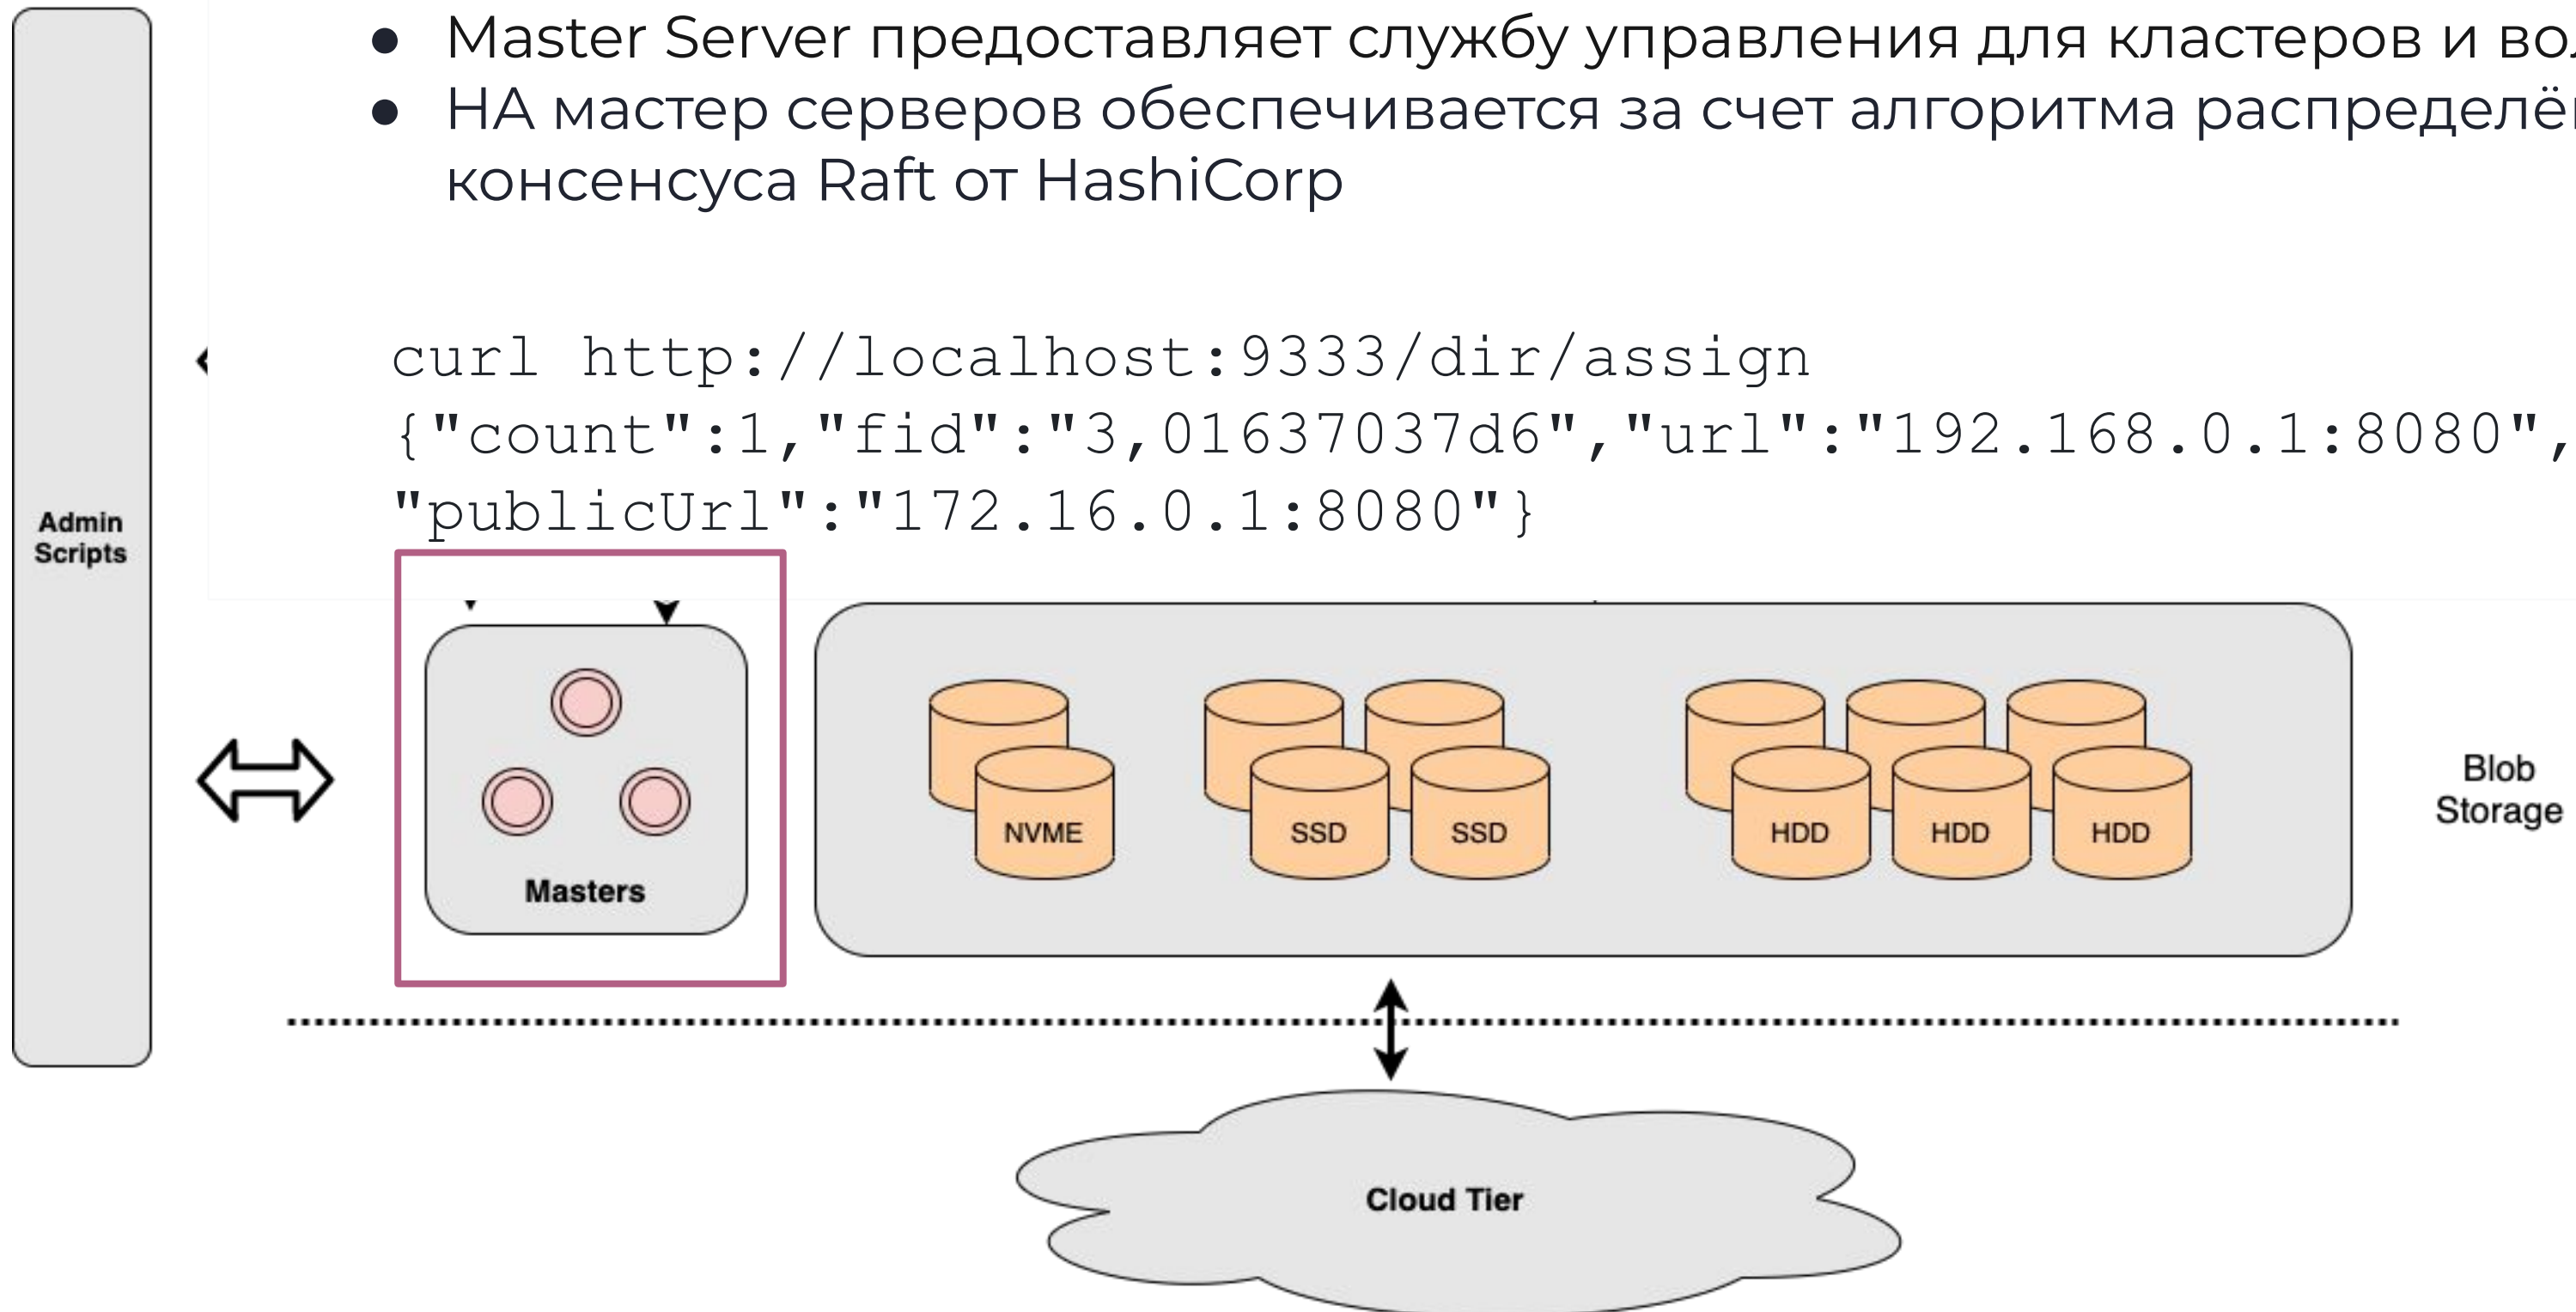 ● Master Server предоставляет службу управления для кластеров и
● HA мастер серверов обеспечивается за счет алгоритма
консенсуса Raft от HashiCorp
curl http://localhost:9333/dir/assign
{"count":1,"fid":"3,01637037d6","url":"192.168.0.1:8080",
"publicUrl":"172.16.0.1:8080"}
Admin
Scripts
Masters
NVME
SSD
SSD
HDD
HDD
HDD
Blob
Storage
Cloud Tier